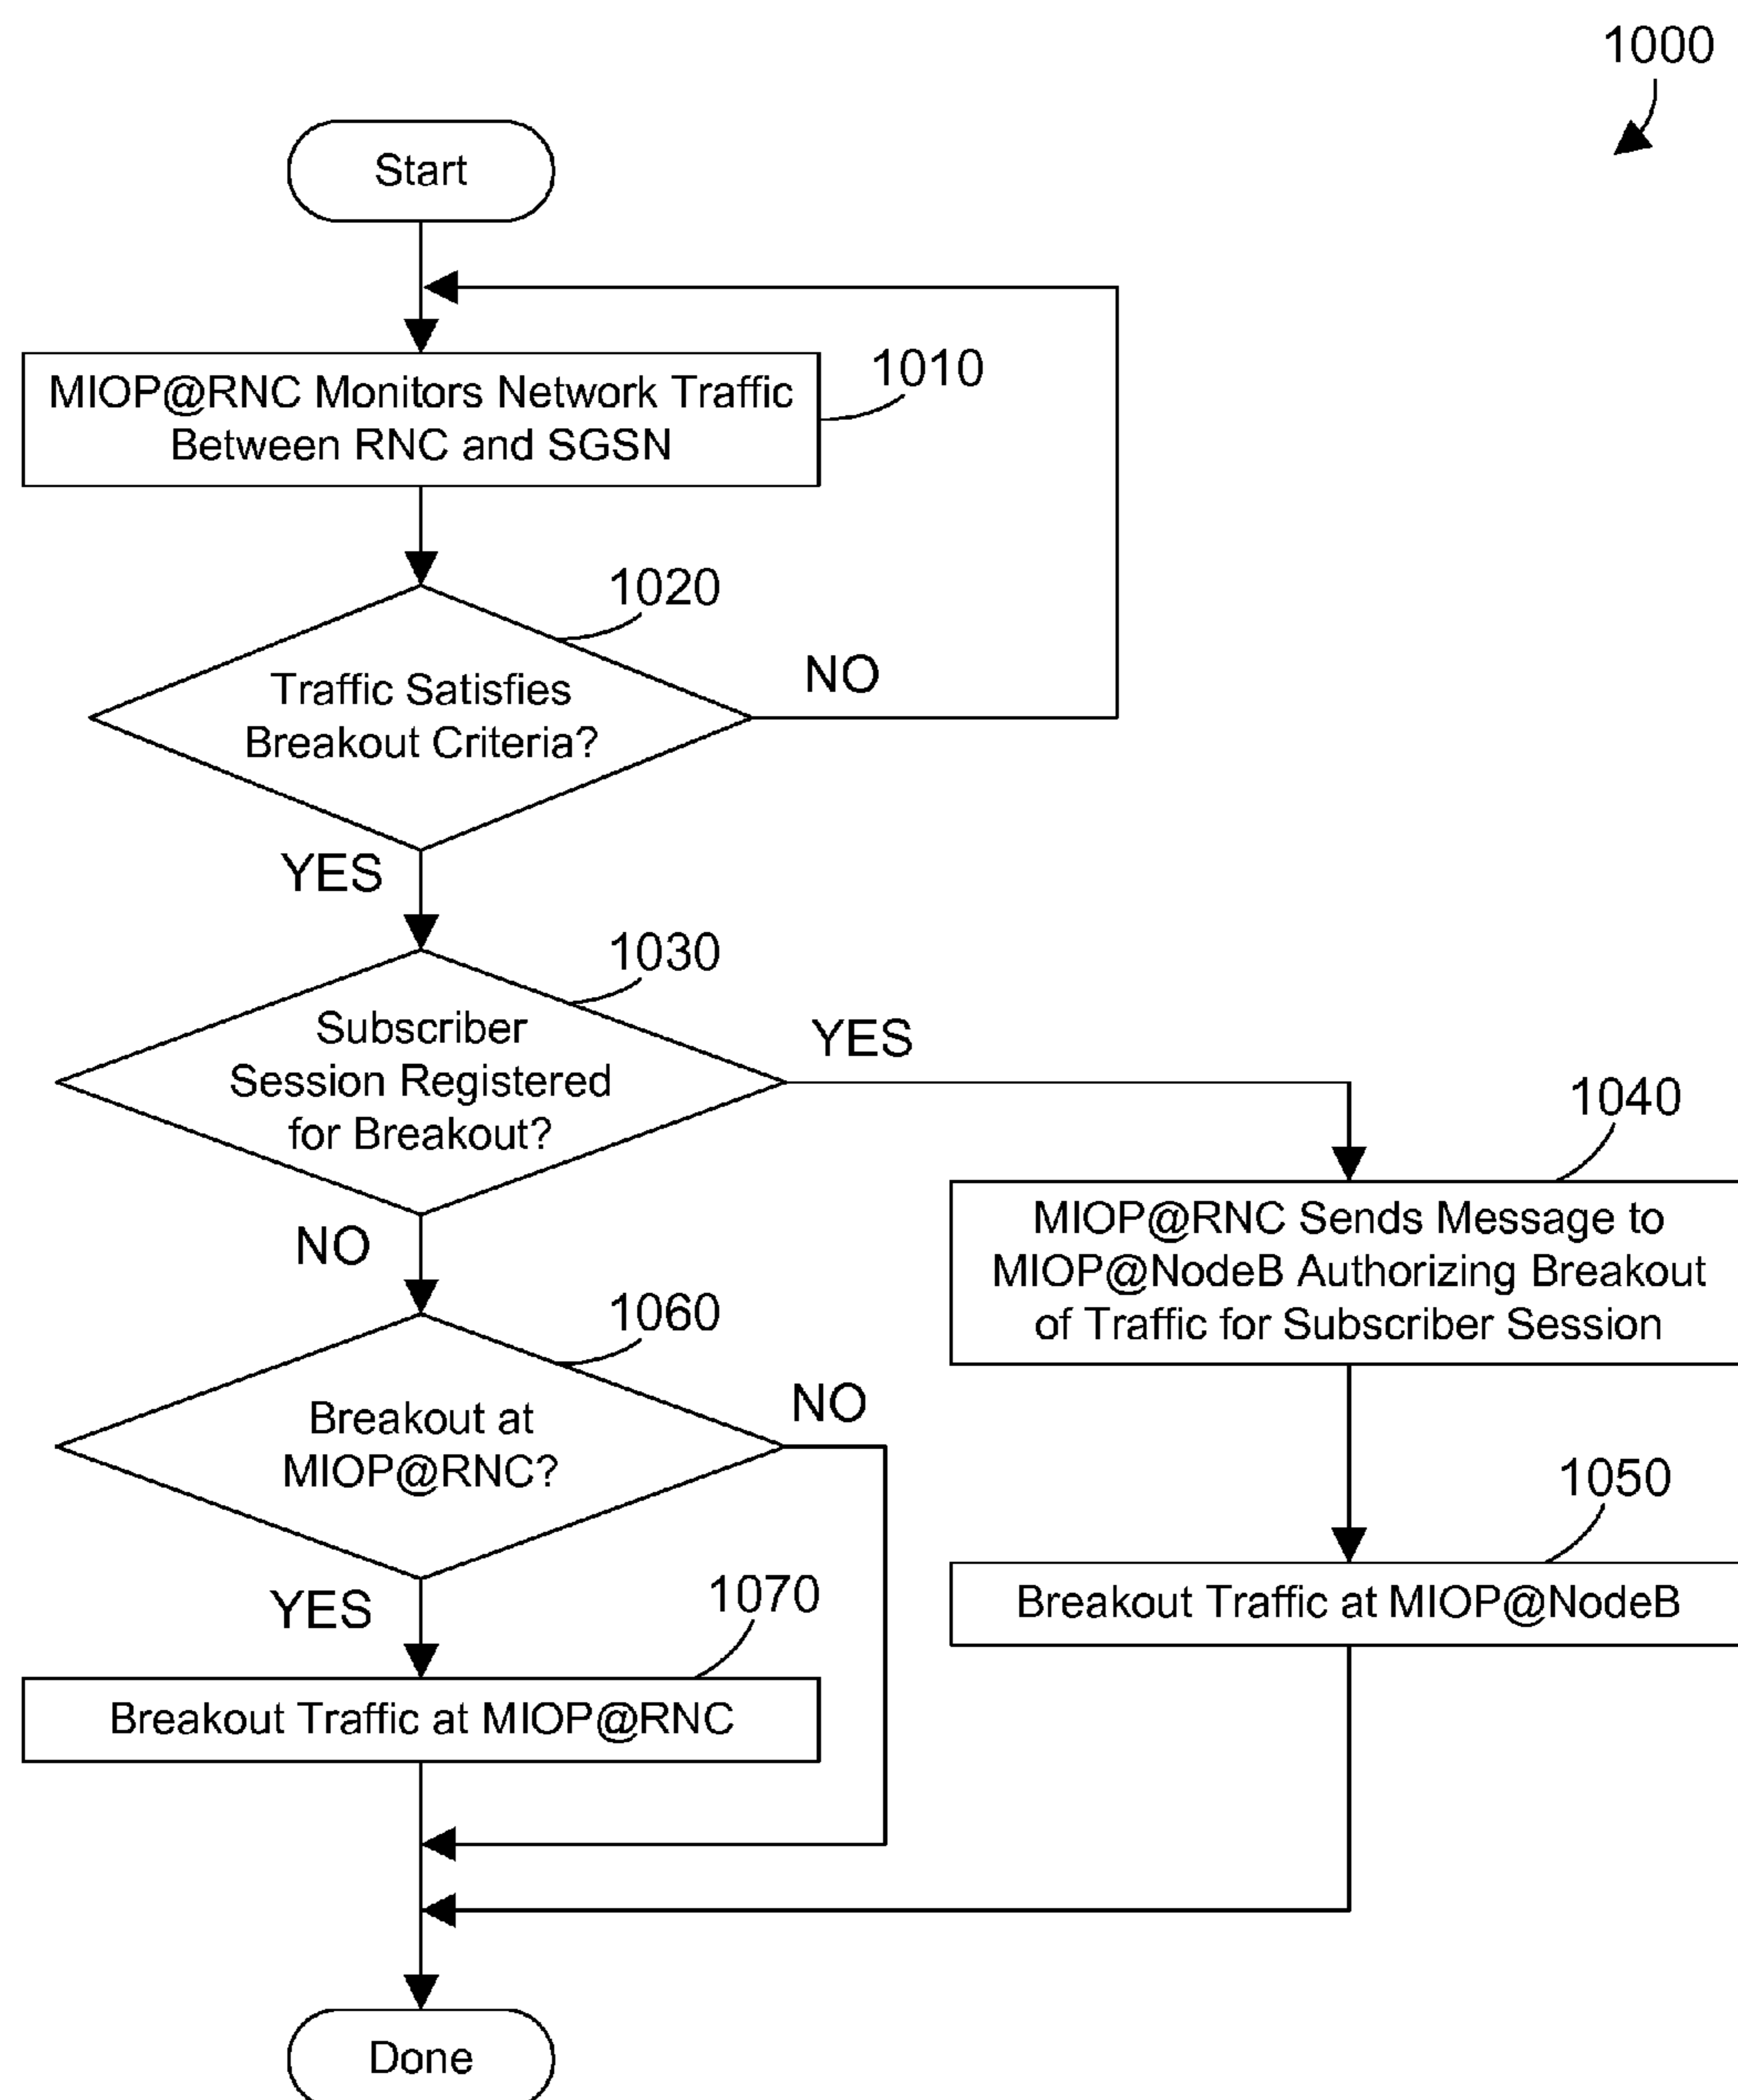 1000
Start
MIOP@RNC Monitors Network Traffic
Between RNC and SGSN
1010
1020
Traffic Satisfies
Breakout Criteria?
NO
YES
1030
Subscriber
Session Registered
for Breakout?
YES
NO
1040
MIOP@RNC Sends Message to
MIOP@NodeB Authorizing Breakout
of Traffic for Subscriber Session
1060
Breakout at
MIOP@RNC?
NO
YES
1050
Breakout Traffic at MIOP@NodeB
1070
Breakout Traffic at MIOP@RNC
Done